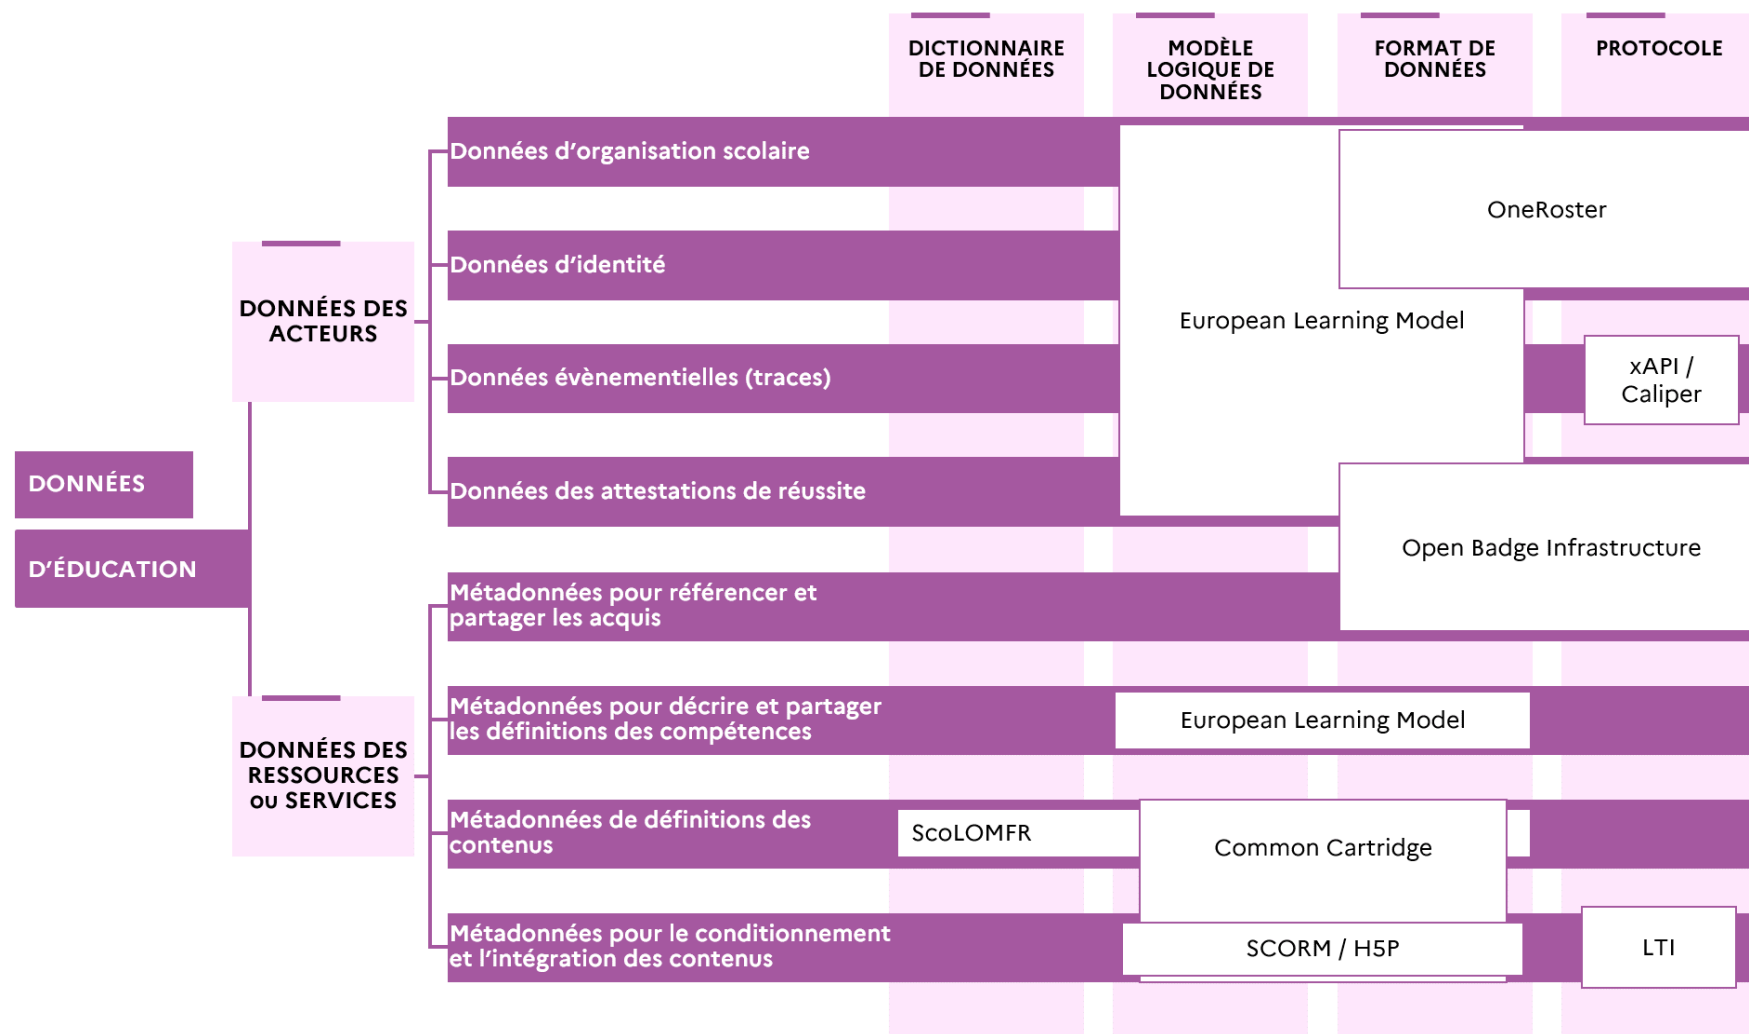 DICTIONNAIRE
DE DONNÉES
MODÈLE
LOGIQUE DE
DONNÉES
FORMAT DE
DONNÉES
PROTOCOLE
Données d’organisation scolaire
OneRoster
Données d’identité
DONNÉES DES
ACTEURS
European Learning Model
Données évènementielles (traces)
xAPI /
Caliper
DONNÉES
D’ÉDUCATION
Données des attestations de réussite
Open Badge Infrastructure
Métadonnées pour référencer et
partager les acquis
Métadonnées pour décrire et partager
les définitions des compétences
European Learning Model
DONNÉES DES
RESSOURCES
ou SERVICES
Métadonnées de définitions des
contenus
ScoLOMFR
Common Cartridge
Métadonnées pour le conditionnement
et l’intégration des contenus
SCORM / H5P
LTI